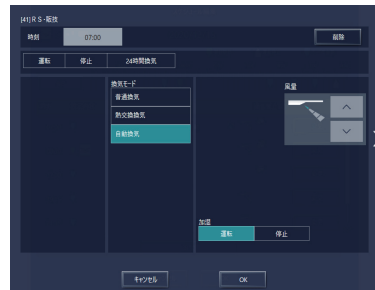 [41]RS-阪技
時刻 07:00 削除
運転 停止 24時間換気
換気モード 風量
普通換気
熱交換換気
自動換気
加湿
運転 停止
キャンセル OK